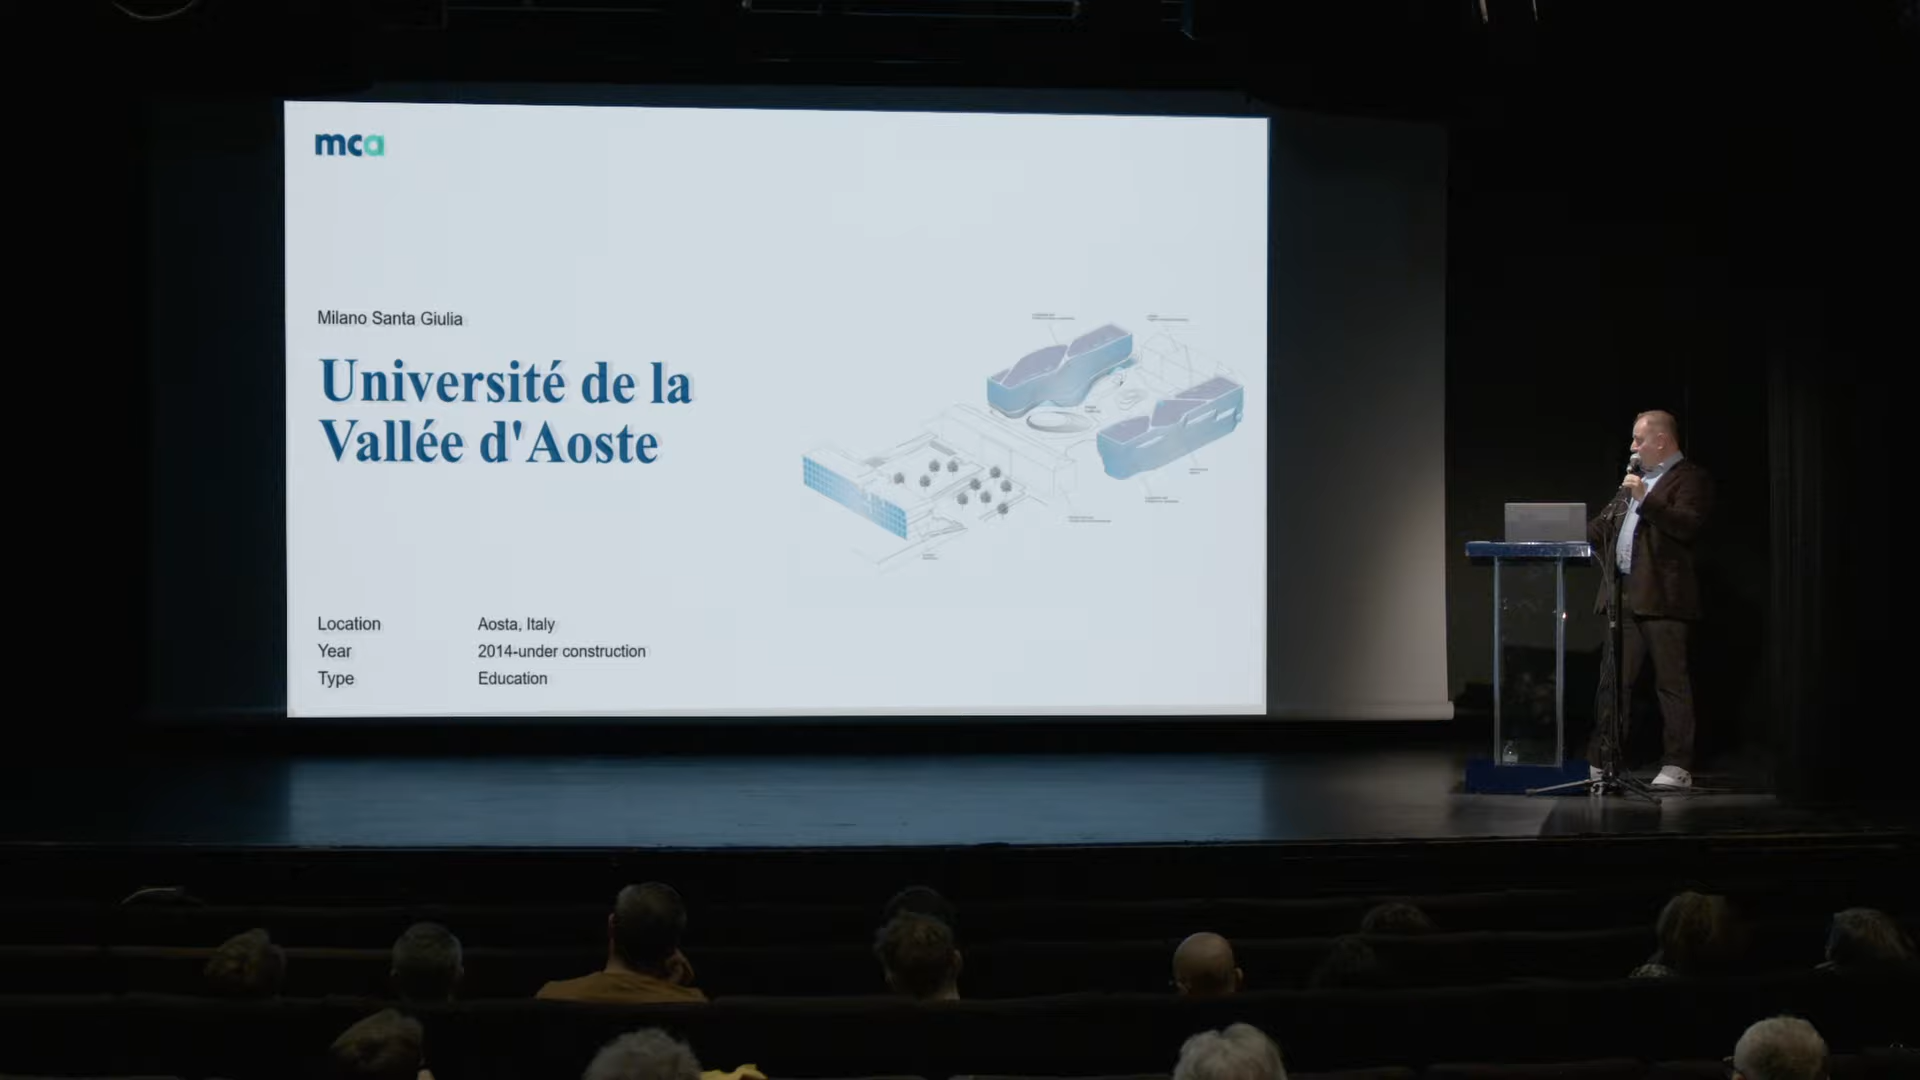 mca
Milano Santa Giulia
Université de la
Vallée d'Aoste
Location Aosta, Italy
Year 2014-under construction
Type Education